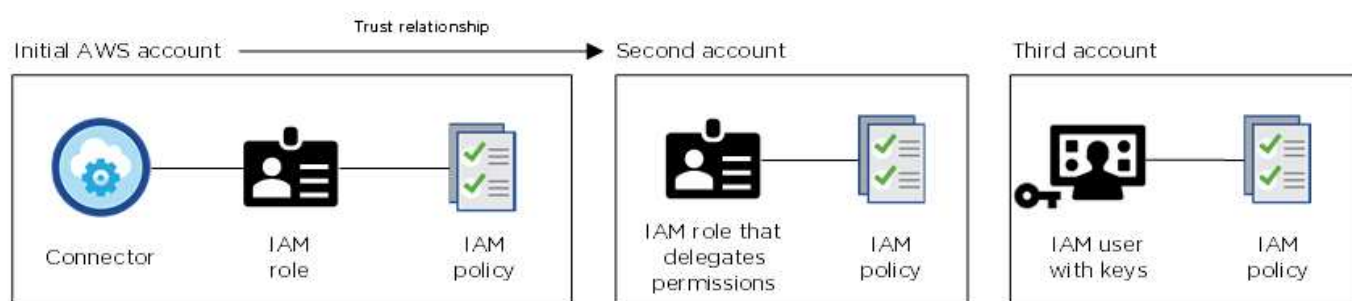 Trust relationship
Initial AWS account
Second account
Third account
Connector
IAM
role
IAM
policy
IAM role that
delegates
permissions
IAM
policy
IAM user
with keys
IAM
policy